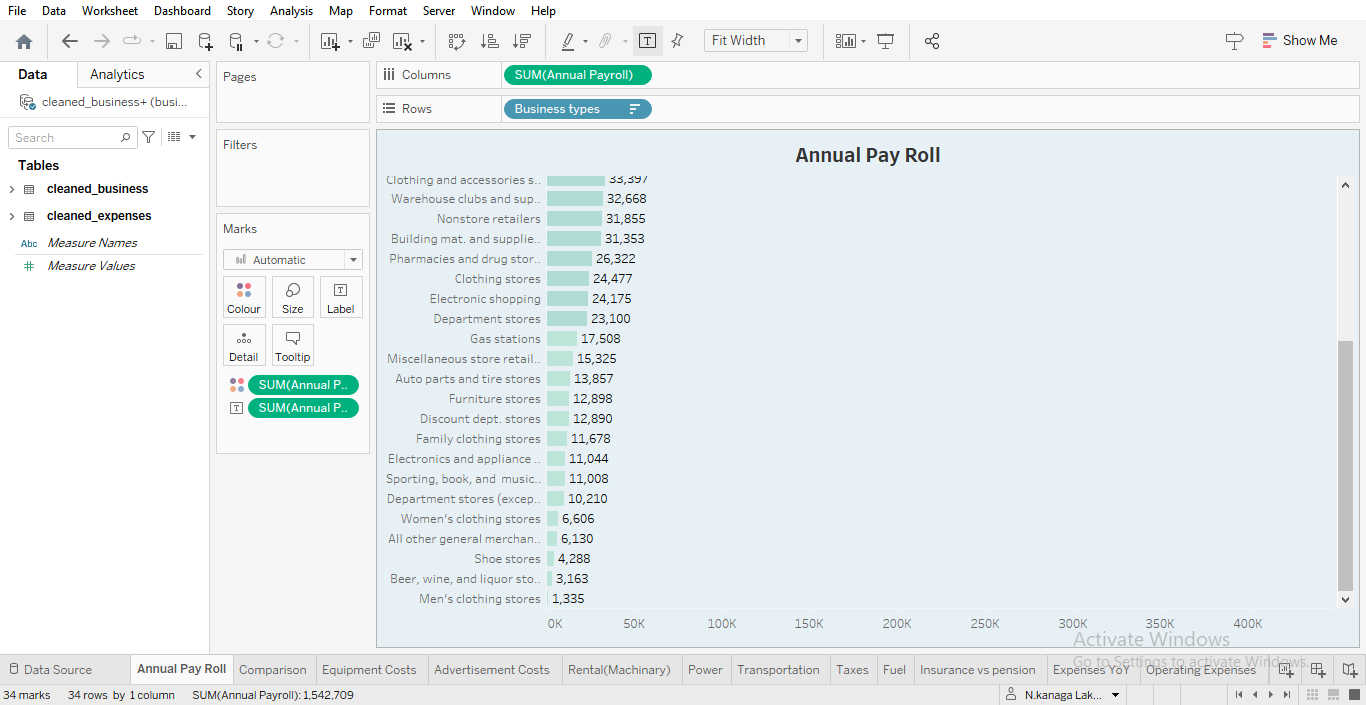 File Data Worksheet Dashboard Story Analysis Map Format Server Window Help
T Fit Width Show Me
Data Analytics
cleaned_business+ (busi...
Search
Tables
cleaned_business
cleaned_expenses
Abc Measure Names
# Measure Values
Pages
Filters
Marks
Automatic
Colour Size Label
Detail Tooltip
SUM(Annual P..
T SUM(Annual P..
Columns SUM(Annual Payroll)
Rows Business types
Annual Pay Roll
Clothing and accessories s.. 33,397
Warehouse clubs and sup.. 32,668
Nonstore retailers 31,855
Building mat. and supplie.. 31,353
Pharmacies and drug stor.. 26,322
Clothing stores 24,477
Electronic shopping 24,175
Department stores 23,100
Gas stations 17,508
Miscellaneous store retail.. 15,325
Auto parts and tire stores 13,857
Furniture stores 12,898
Discount dept. stores 12,890
Family clothing stores 11,678
Electronics and appliance .. 11,044
Sporting, book, and music.. 11,008
Department stores (excep.. 10,210
Women's clothing stores 6,606
All other general merchan.. 6,130
Shoe stores 4,288
Beer, wine, and liquor sto.. 3,163
Men's clothing stores 1,335
0K 50K 100K 150K 200K 250K 300K 350K 400K
Activate Windows
Go to Settings to activate Windows.
Data Source Annual Pay Roll Comparison Equipment Costs Advertisement Costs Rental(Machinary) Power Transportation Taxes Fuel Insurance vs pension Expenses YoY Operating Expenses
34 marks 34 rows by 1 column SUM(Annual Payroll): 1,542,709 N.kanaga Lak...